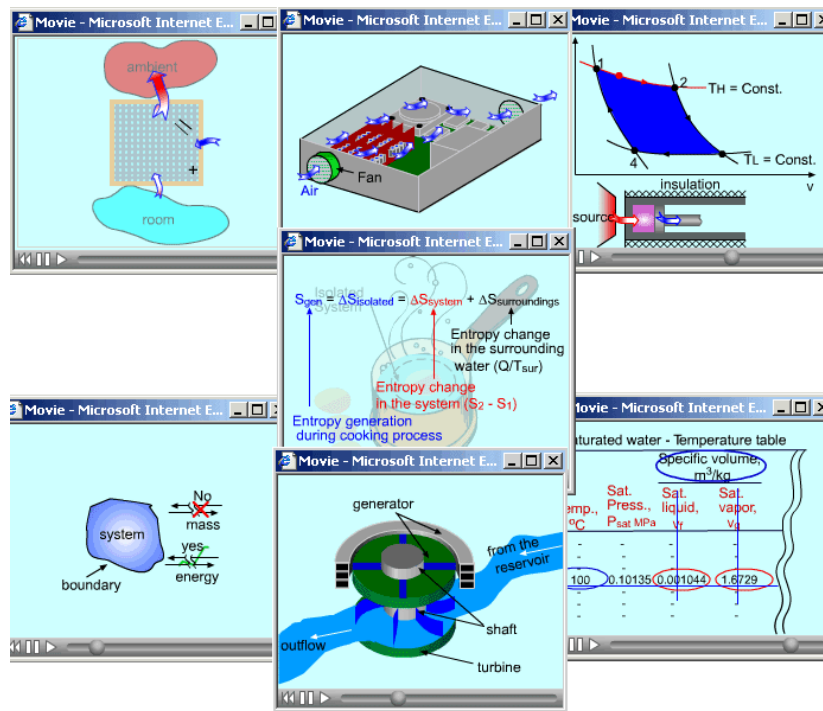 Movie - Microsoft Internet E...
ambient
room
+
Movie - Microsoft Internet E...
Air
Fan
Movie - Microsoft Internet E...
1
2
TH = Const.
4
TL = Const.
v
insulation
source
Movie - Microsoft Internet E...
Isolated
System
Sgen = ΔSisolated = ΔSsystem + ΔSsurroundings
Entropy change
in the surrounding
water (Q/Tsur)
Entropy change
in the system (S2 - S1)
Entropy generation
during cooking process
Movie - Microsoft Internet E...
No
mass
system
yes
energy
boundary
Movie - Microsoft Internet E...
generator
from the
reservoir
shaft
outflow
turbine
Movie - Microsoft Internet E...
aturated water - Temperature table
Specific volume,
m³/kg
emp., Sat. Press., Sat. liquid, Sat. vapor,
ºC Psat MPa vf vg
- - - -
- - - -
100 0.10135 0.001044 1.6729
- - - -
- - - -